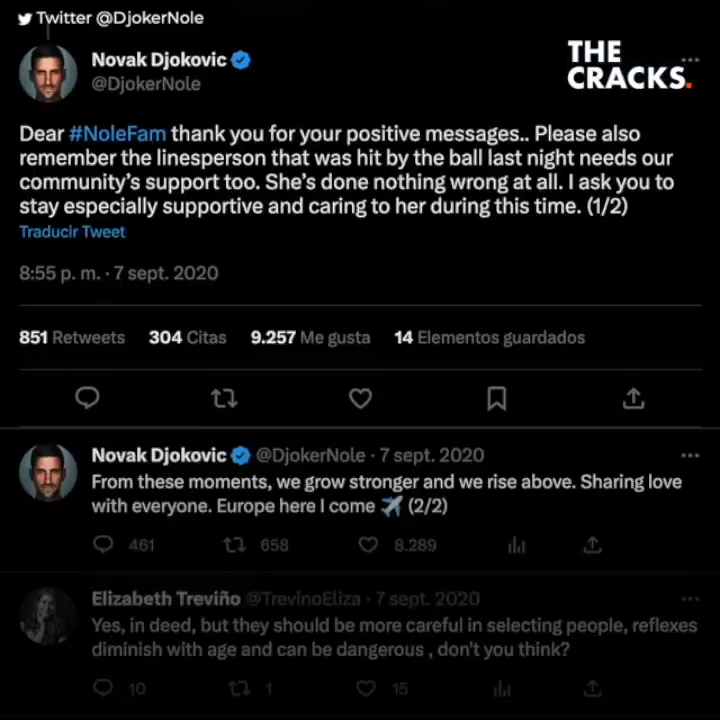 Twitter @DjokerNole
THE
CRACKS.
Novak Djokovic
@DjokerNole
Dear #NoleFam thank you for your positive messages.. Please also
remember the linesperson that was hit by the ball last night needs our
community’s support too. She’s done nothing wrong at all. I ask you to
stay especially supportive and caring to her during this time. (1/2)
Traducir Tweet
8:55 p. m. · 7 sept. 2020
851 Retweets 304 Citas 9.257 Me gusta 14 Elementos guardados
Novak Djokovic @DjokerNole · 7 sept. 2020
From these moments, we grow stronger and we rise above. Sharing love
with everyone. Europe here I come ✈️ (2/2)
461 658 8.289
Elizabeth Treviño @TrevinoEliza · 7 sept. 2020
Yes, in deed, but they should be more careful in selecting people, reflexes
diminish with age and can be dangerous , don't you think?
10 1 15